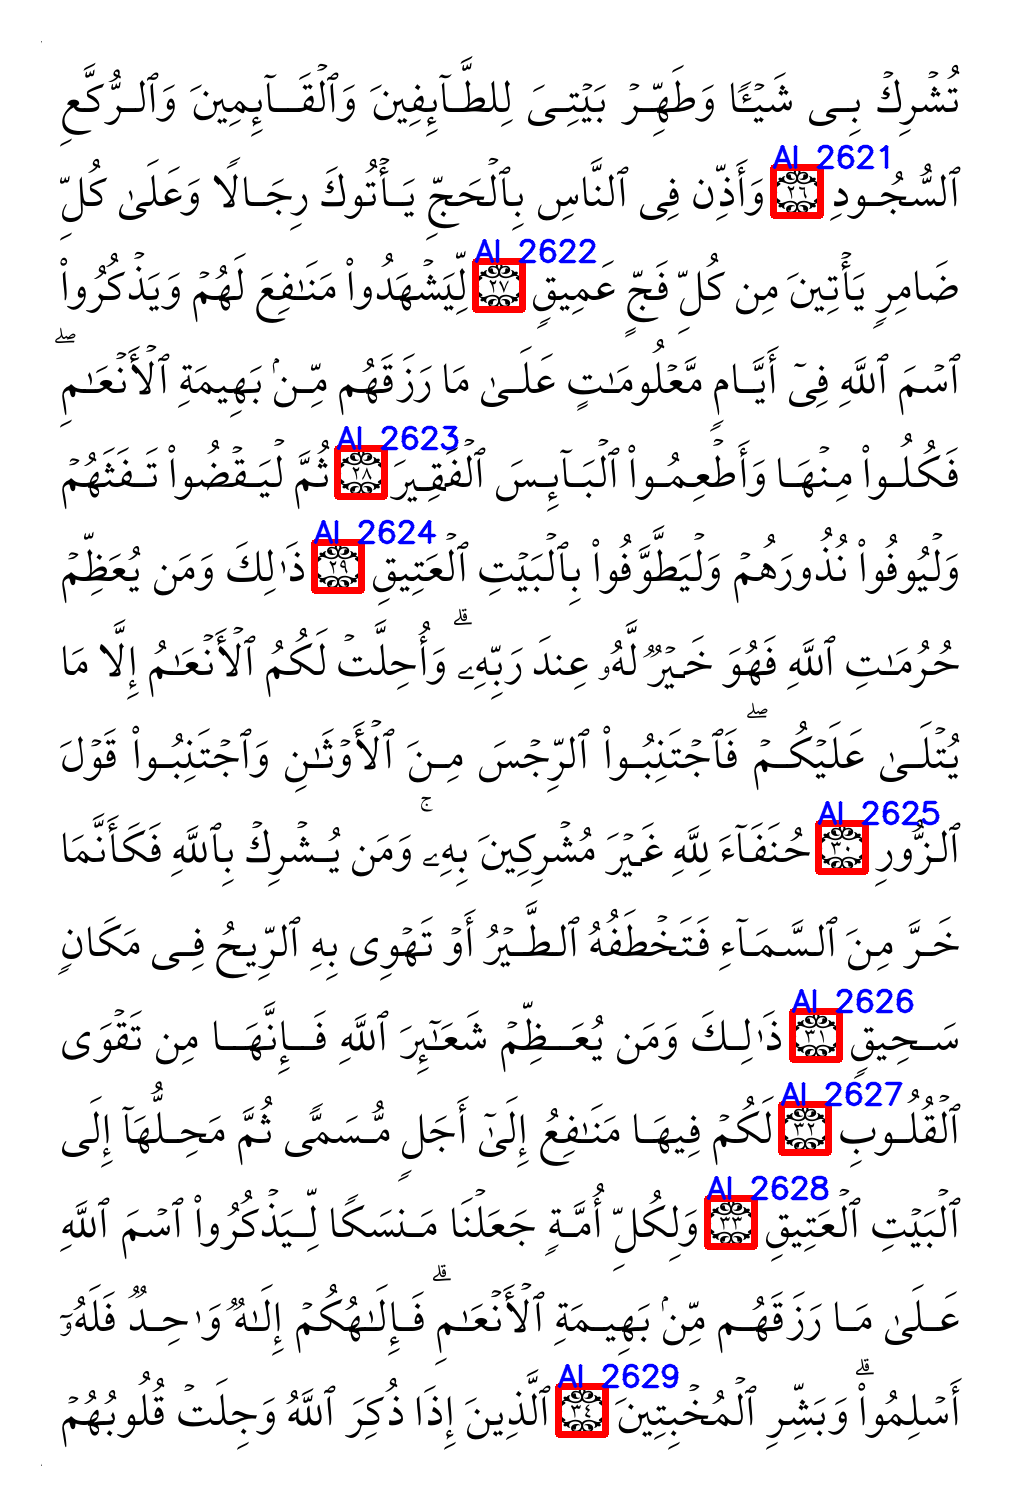 تُشْرِكْ بِى شَيْـًٔا وَطَهِّرْ بَيْتِىَ لِلطَّآئِفِينَ وَٱلْقَآئِمِينَ وَٱلرُّكَّعِ
AI 2621
ٱلسُّجُودِ ٢٦ وَأَذِّن فِى ٱلنَّاسِ بِٱلْحَجِّ يَأْتُوكَ رِجَالًا وَعَلَىٰ كُلِّ
AI 2622
ضَامِرٍ يَأْتِينَ مِن كُلِّ فَجٍّ عَمِيقٍ ٢٧ لِّيَشْهَدُوا۟ مَنَـٰفِعَ لَهُمْ وَيَذْكُرُوا۟
ٱسْمَ ٱللَّهِ فِىٓ أَيَّامٍ مَّعْلُومَـٰتٍ عَلَىٰ مَا رَزَقَهُم مِّنۢ بَهِيمَةِ ٱلْأَنْعَـٰمِ ۖ
AI 2623
فَكُلُوا۟ مِنْهَا وَأَطْعِمُوا۟ ٱلْبَآئِسَ ٱلْفَقِيرَ ٢٨ ثُمَّ لْيَقْضُوا۟ تَفَثَهُمْ
AI 2624
وَلْيُوفُوا۟ نُذُورَهُمْ وَلْيَطَّوَّفُوا۟ بِٱلْبَيْتِ ٱلْعَتِيقِ ٢٩ ذَٰلِكَ وَمَن يُعَظِّمْ
حُرُمَـٰتِ ٱللَّهِ فَهُوَ خَيْرٌ لَّهُۥ عِندَ رَبِّهِۦ ۗ وَأُحِلَّتْ لَكُمُ ٱلْأَنْعَـٰمُ إِلَّا مَا
يُتْلَىٰ عَلَيْكُمْ ۖ فَٱجْتَنِبُوا۟ ٱلرِّجْسَ مِنَ ٱلْأَوْثَـٰنِ وَٱجْتَنِبُوا۟ قَوْلَ
AI 2625
ٱلزُّورِ ٣٠ حُنَفَآءَ لِلَّهِ غَيْرَ مُشْرِكِينَ بِهِۦ ۚ وَمَن يُشْرِكْ بِٱللَّهِ فَكَأَنَّمَا
خَرَّ مِنَ ٱلسَّمَآءِ فَتَخْطَفُهُ ٱلطَّيْرُ أَوْ تَهْوِى بِهِ ٱلرِّيحُ فِى مَكَانٍ
AI 2626
سَحِيقٍ ٣١ ذَٰلِكَ وَمَن يُعَظِّمْ شَعَـٰٓئِرَ ٱللَّهِ فَإِنَّهَا مِن تَقْوَى
AI 2627
ٱلْقُلُوبِ ٣٢ لَكُمْ فِيهَا مَنَـٰفِعُ إِلَىٰٓ أَجَلٍ مُّسَمًّى ثُمَّ مَحِلُّهَآ إِلَى
AI 2628
ٱلْبَيْتِ ٱلْعَتِيقِ ٣٣ وَلِكُلِّ أُمَّةٍ جَعَلْنَا مَنسَكًا لِّيَذْكُرُوا۟ ٱسْمَ ٱللَّهِ
عَلَىٰ مَا رَزَقَهُم مِّنۢ بَهِيمَةِ ٱلْأَنْعَـٰمِ ۗ فَإِلَـٰهُكُمْ إِلَـٰهٌ وَٰحِدٌ فَلَهُۥٓ
AI 2629
أَسْلِمُوا۟ ۗ وَبَشِّرِ ٱلْمُخْبِتِينَ ٣٤ ٱلَّذِينَ إِذَا ذُكِرَ ٱللَّهُ وَجِلَتْ قُلُوبُهُمْ